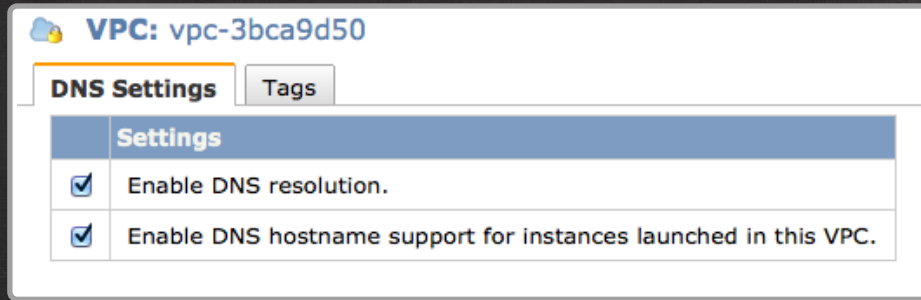 VPC: vpc-3bca9d50
DNS Settings Tags
Settings
Enable DNS resolution.
Enable DNS hostname support for instances launched in this VPC.